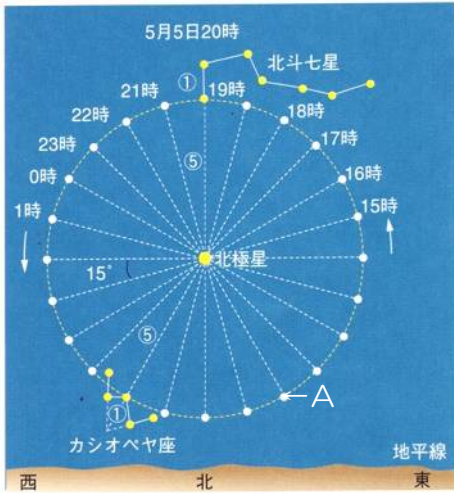 5月5日20時
北斗七星
①
21時
19時
22時
18時
23時
17時
⑤
0時
16時
1時
15時
北極星
15°
⑤
①
A
カシオペヤ座
地平線
西
北
東